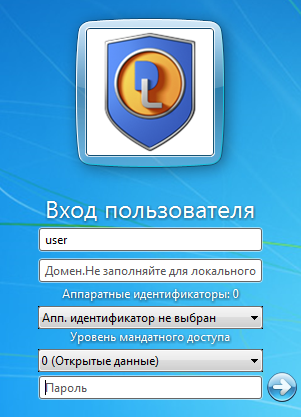 DL
Вход пользователя
user
Домен.Не заполняйте для локального
Аппаратные идентификаторы: 0
Апп. идентификатор не выбран
Уровень мандатного доступа
0 (Открытые данные)
Пароль